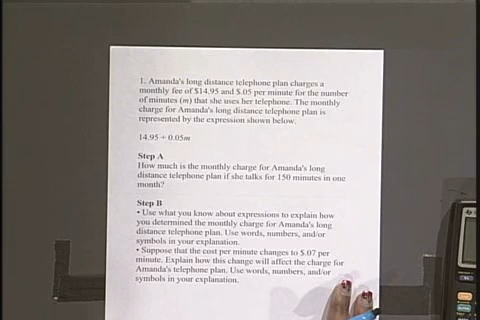 1. Amanda's long distance telephone plan charges a
monthly fee of $14.95 and $.05 per minute for the number
of minutes (m) that she uses her telephone. The monthly
charge for Amanda's long distance telephone plan is
represented by the expression shown below.
14.95 + 0.05m
Step A
How much is the monthly charge for Amanda's long
distance telephone plan if she talks for 150 minutes in one
month?
Step B
• Use what you know about expressions to explain how
you determined the monthly charge for Amanda's long
distance telephone plan. Use words, numbers, and/or
symbols in your explanation.
• Suppose that the cost per minute changes to $.07 per
minute. Explain how this change will affect the charge for
Amanda's telephone plan. Use words, numbers, and/or
symbols in your explanation.